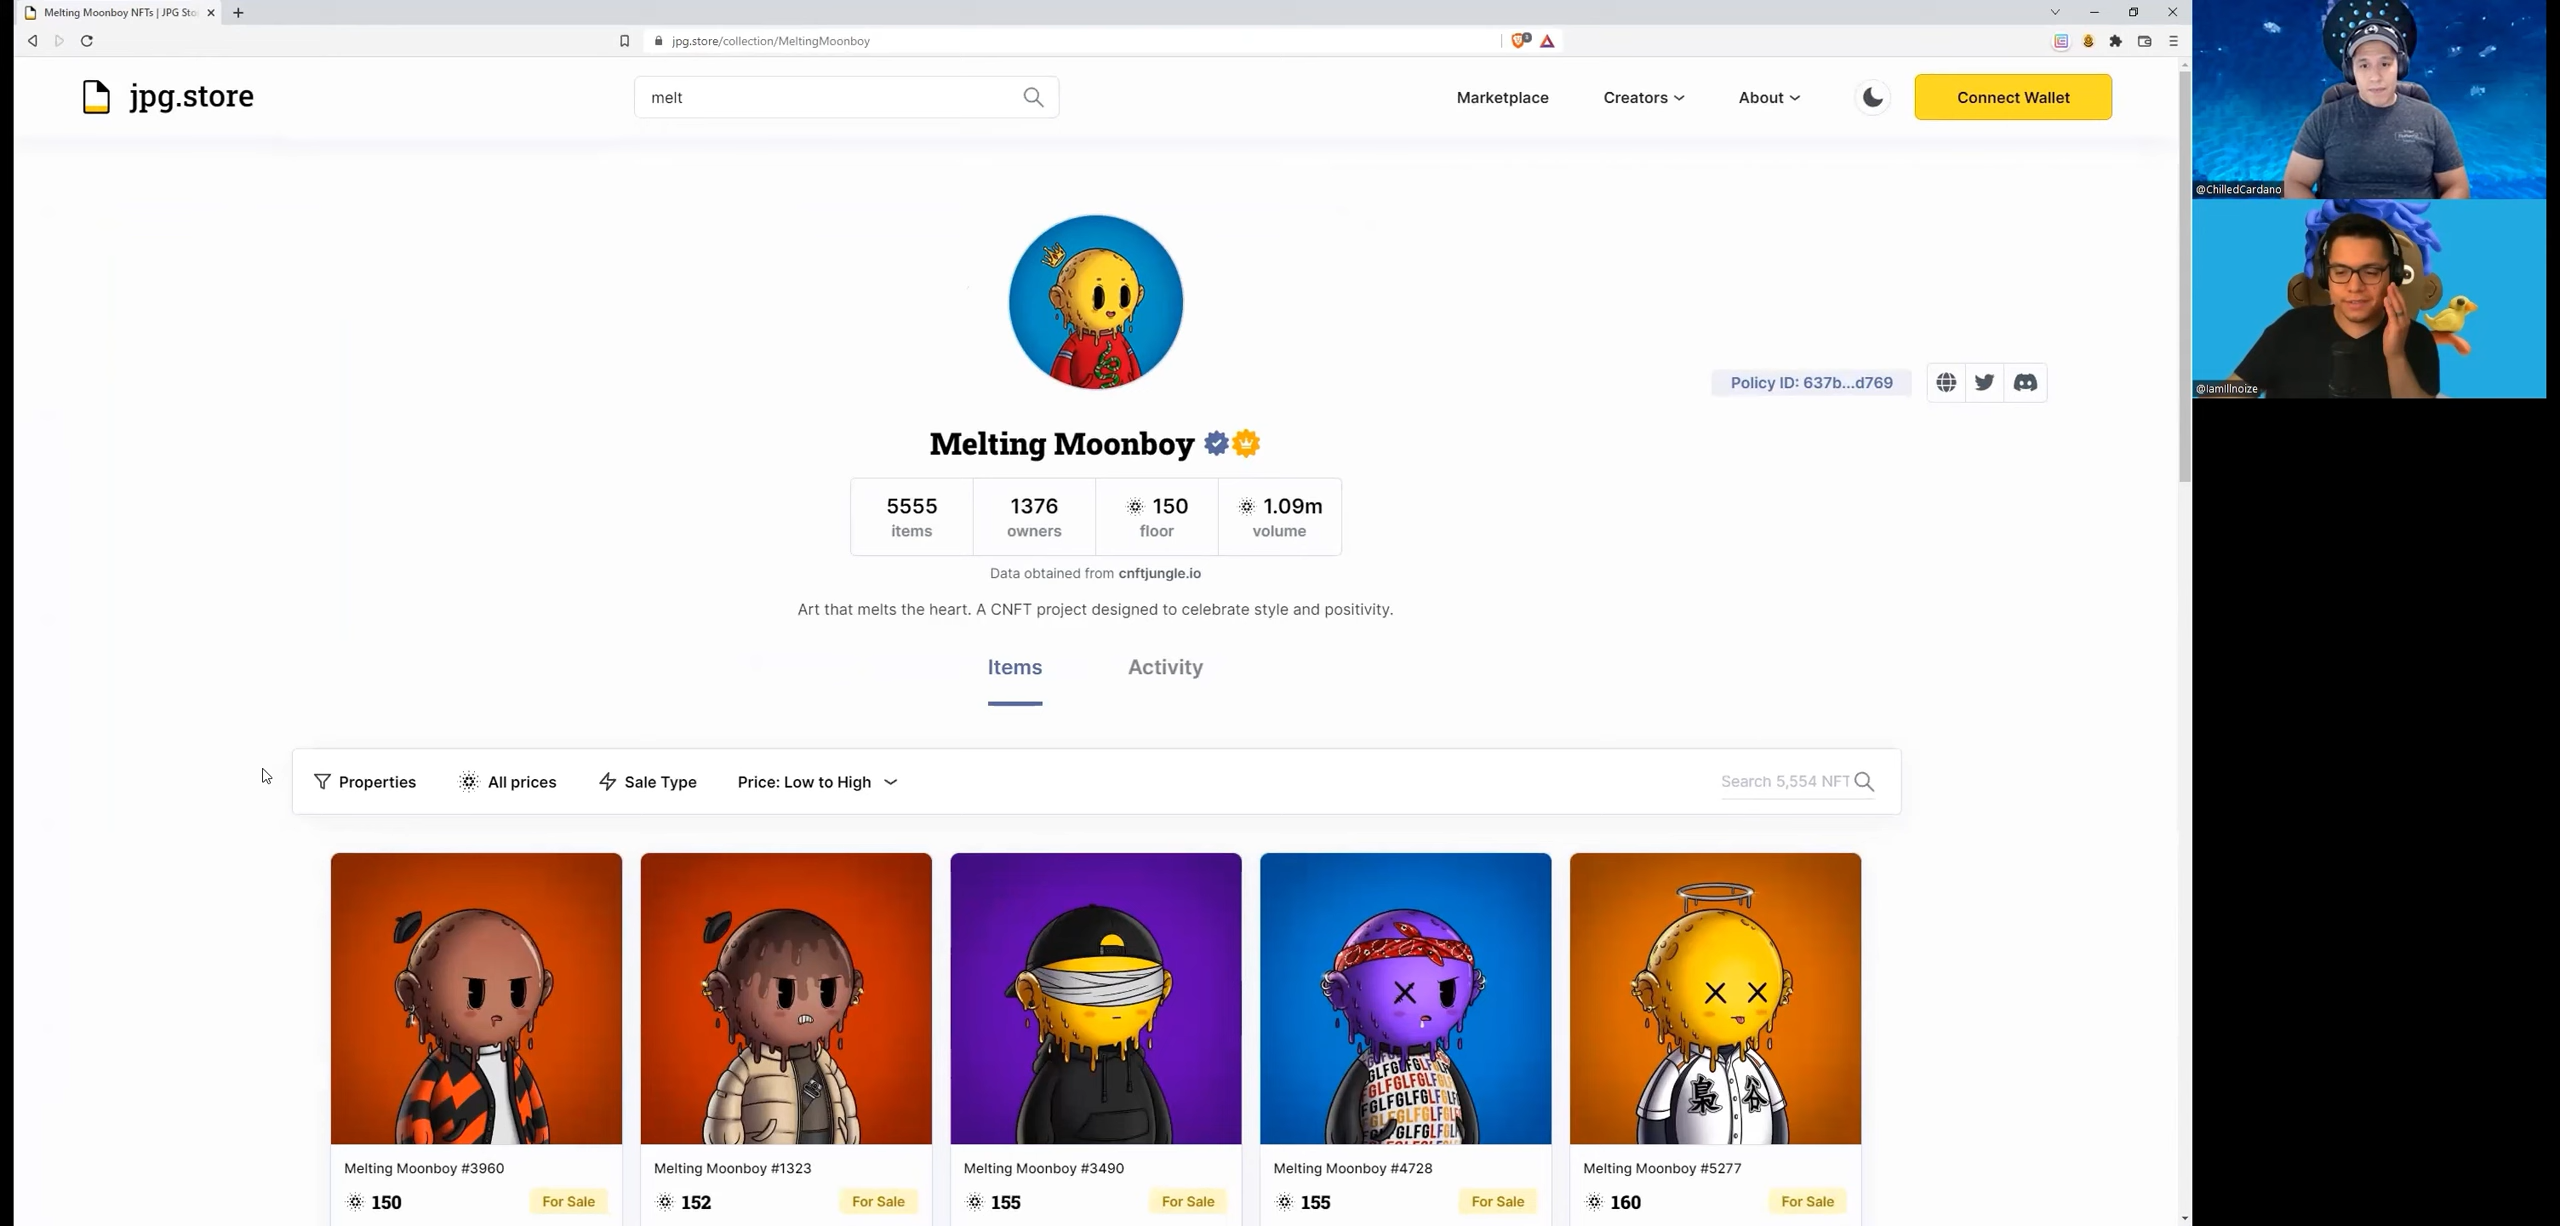 Melting Moonboy NFTs | JPG Sto
jpg.store/collection/MeltingMoonboy
jpg.store
melt
Marketplace
Creators
About
Connect Wallet
@ChilledCardano
@IamIllnoize
Policy ID: 637b...d769
Melting Moonboy
5555
items
1376
owners
150
floor
1.09m
volume
Data obtained from cnftjungle.io
Art that melts the heart. A CNFT project designed to celebrate style and positivity.
Items
Activity
Properties
All prices
Sale Type
Price: Low to High
Search 5,554 NFT
GLFGLFGLF
梟 谷
Melting Moonboy #3960
150
For Sale
Melting Moonboy #1323
152
For Sale
Melting Moonboy #3490
155
For Sale
Melting Moonboy #4728
155
For Sale
Melting Moonboy #5277
160
For Sale